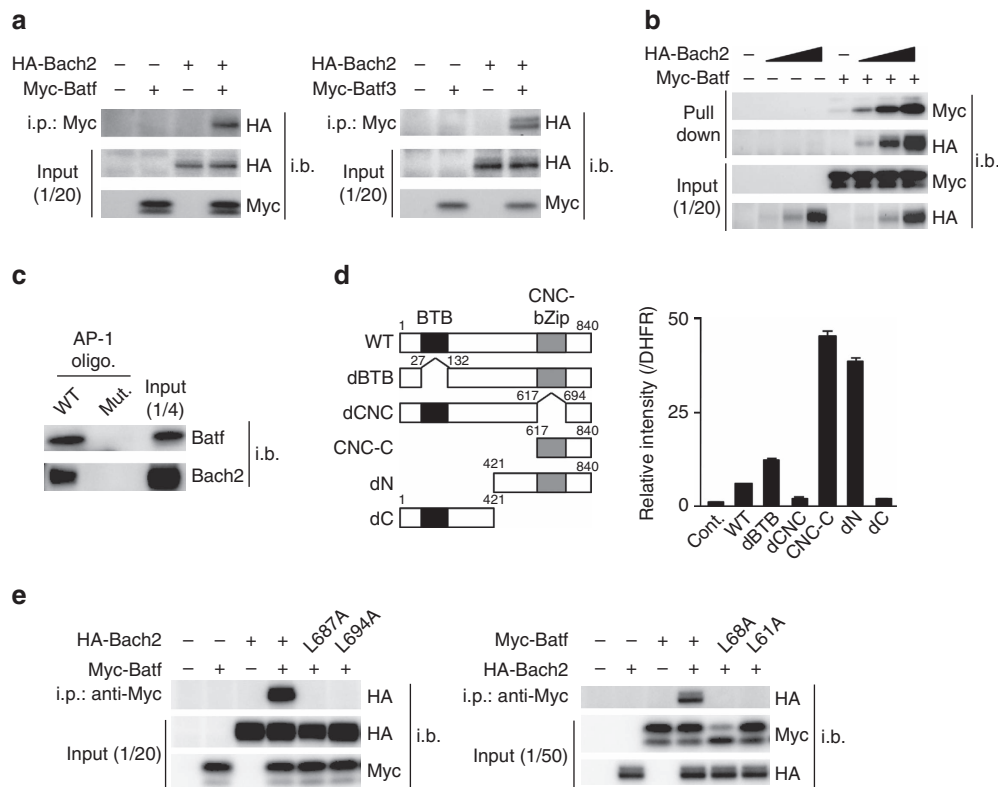 a
HA-Bach2 – – + +
Myc-Batf – + – +
i.p.: Myc
HA
Input
(1/20)
HA
Myc
i.b.
HA-Bach2 – – + +
Myc-Batf3 – + – +
i.p.: Myc
HA
Input
(1/20)
HA
Myc
i.b.
b
HA-Bach2 – –
Myc-Batf – – – – + + + +
Pull
down
Myc
HA
Input
(1/20)
Myc
HA
i.b.
c
AP-1
oligo.
WT
Mut.
Input
(1/4)
Batf
Bach2
i.b.
d
BTB
CNC-
bZip
1 840
WT
27 132
dBTB
617 694
dCNC
617 840
CNC-C
421 840
dN
1 421
dC
Relative intensity (/DHFR)
50
25
0
Cont.
WT
dBTB
dCNC
CNC-C
dN
dC
e
HA-Bach2 – – + + L687A L694A
Myc-Batf – + – + + +
i.p.: anti-Myc
HA
Input (1/20)
HA
Myc
i.b.
Myc-Batf – – + + L68A L61A
HA-Bach2 – + – + + +
i.p.: anti-Myc
HA
Input (1/50)
Myc
HA
i.b.